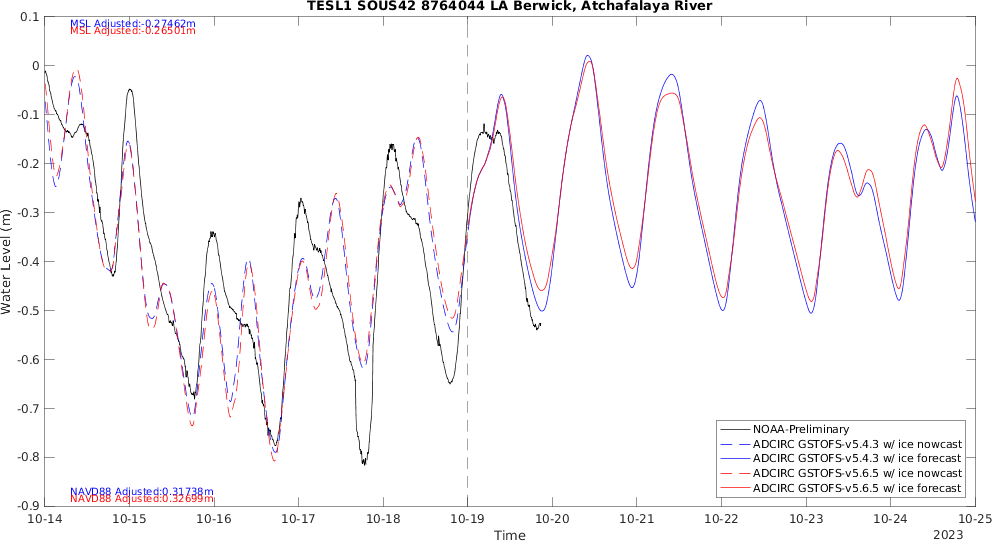 TESL1 SOUS42 8764044 LA Berwick, Atchafalaya River
MSL Adjusted:-0.27462m
MSL Adjusted:-0.26501m
0.1
0
-0.1
-0.2
-0.3
-0.4
-0.5
-0.6
-0.7
-0.8
-0.9
Water Level (m)
NOAA-Preliminary
ADCIRC GSTOFS-v5.4.3 w/ ice nowcast
ADCIRC GSTOFS-v5.4.3 w/ ice forecast
ADCIRC GSTOFS-v5.6.5 w/ ice nowcast
ADCIRC GSTOFS-v5.6.5 w/ ice forecast
NAVD88 Adjusted:0.31738m
NAVD88 Adjusted:0.32699m
10-14 10-15 10-16 10-17 10-18 10-19 10-20 10-21 10-22 10-23 10-24 10-25
Time
2023